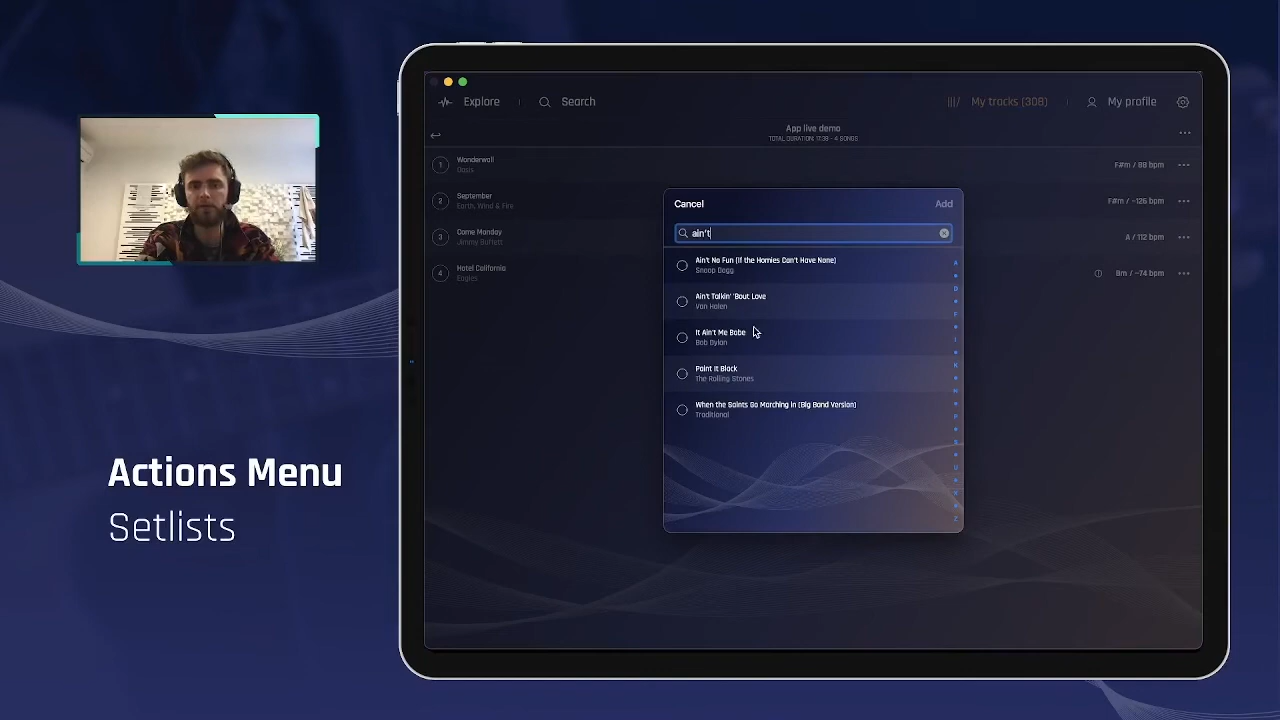 Explore
Search
My tracks (308)
My profile
App live demo
TOTAL DURATION: 17:38 - 4 SONGS
1
Wonderwall
Oasis
F#m / 88 bpm
2
September
Earth, Wind & Fire
F#m / ~126 bpm
3
Come Monday
Jimmy Buffett
A / 112 bpm
4
Hotel California
Eagles
Bm / ~74 bpm
Cancel
Add
ain't
Ain't No Fun (If the Homies Can't Have None)
Snoop Dogg
Ain't Talkin' 'Bout Love
Van Halen
It Ain't Me Babe
Bob Dylan
Paint It Black
The Rolling Stones
When the Saints Go Marching In (Big Band Version)
Traditional
A
D
F
I
K
P
S
U
X
Z
Actions Menu
Setlists